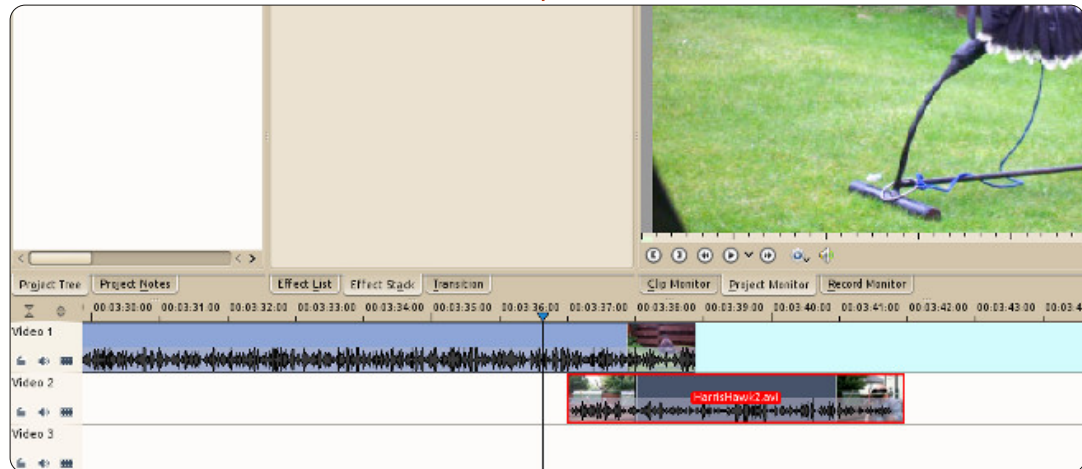 Project Tree Project Notes Effect List Effect Stack Transition Clip Monitor Project Monitor Record Monitor
00:03:30:00 00:03:31:00 00:03:32:00 00:03:33:00 00:03:34:00 00:03:35:00 00:03:36:00 00:03:37:00 00:03:38:00 00:03:39:00 00:03:40:00 00:03:41:00 00:03:42:00 00:03:43:00
Video 1
Video 2
HarrisHawk2.avi
Video 3